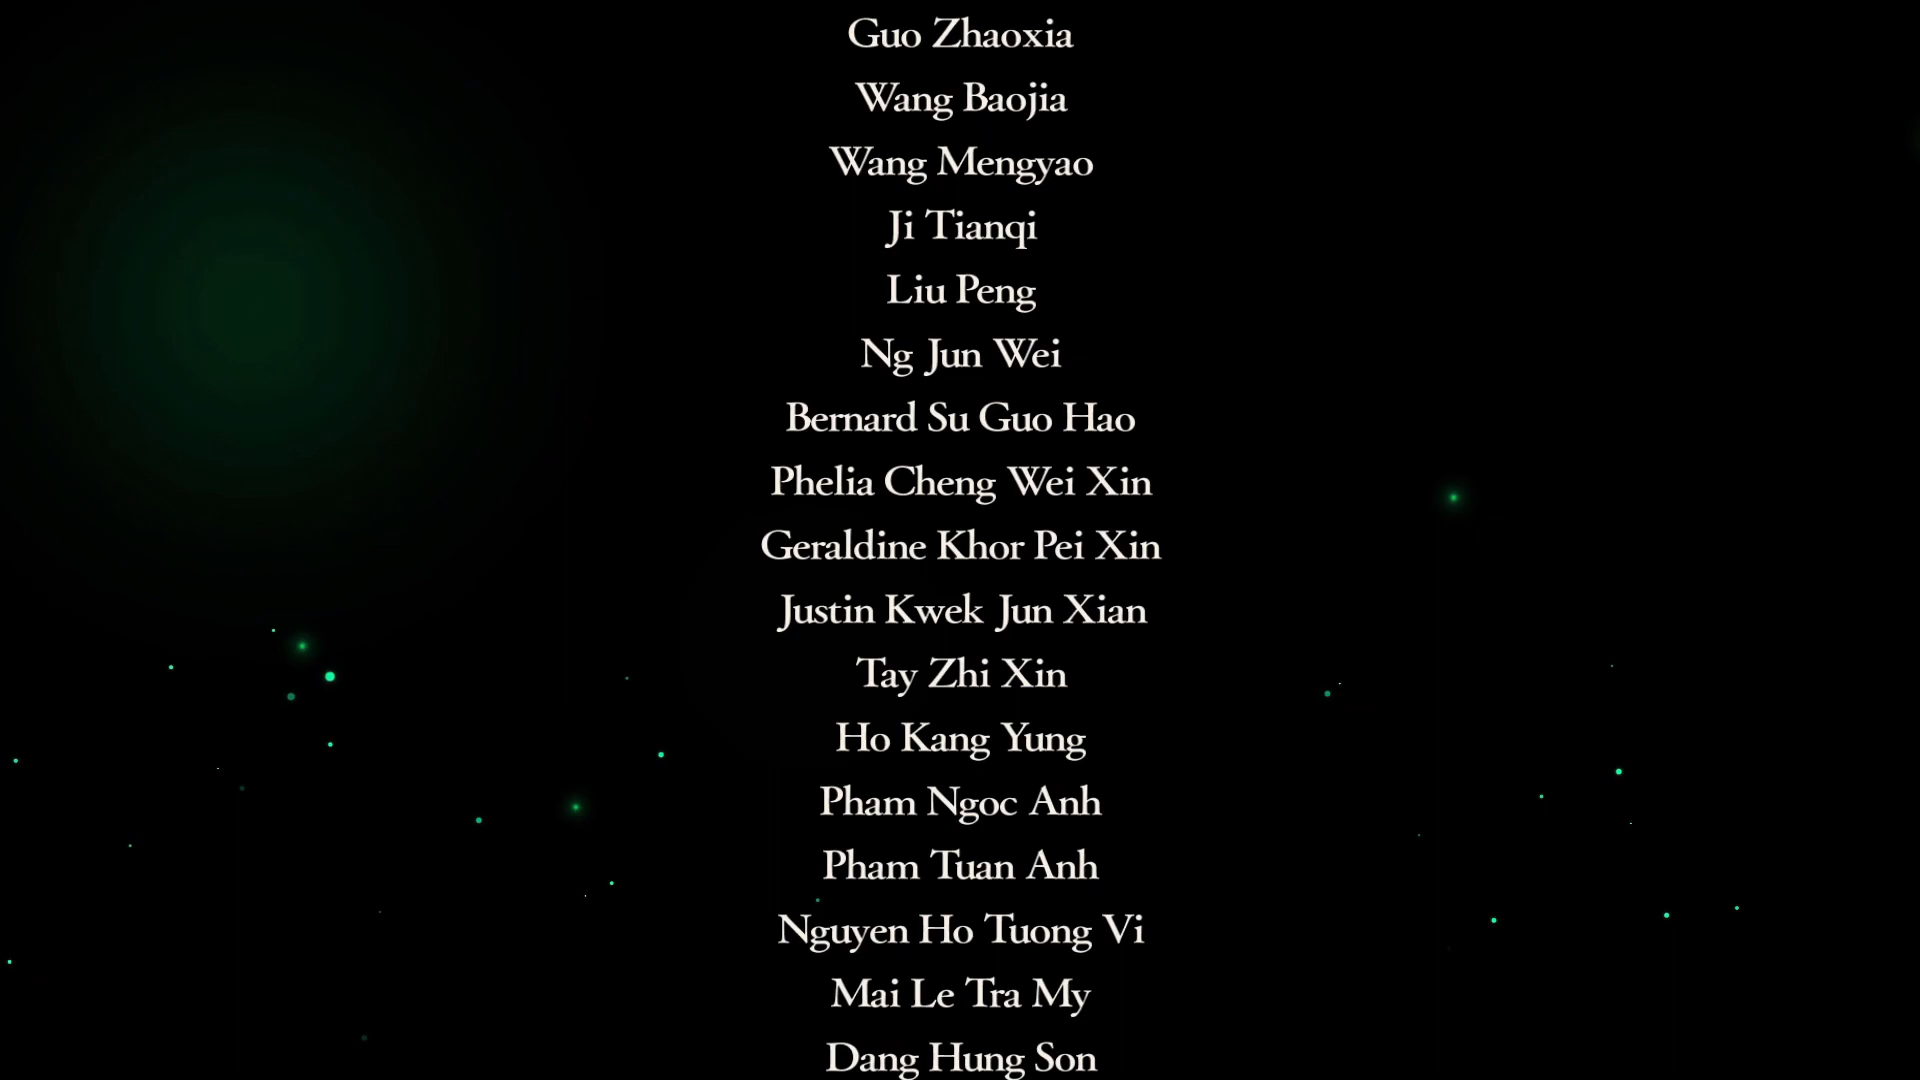 Guo Zhaoxia
Wang Baojia
Wang Mengyao
Ji Tianqi
Liu Peng
Ng Jun Wei
Bernard Su Guo Hao
Phelia Cheng Wei Xin
Geraldine Khor Pei Xin
Justin Kwek Jun Xian
Tay Zhi Xin
Ho Kang Yung
Pham Ngoc Anh
Pham Tuan Anh
Nguyen Ho Tuong Vi
Mai Le Tra My
Dang Hung Son